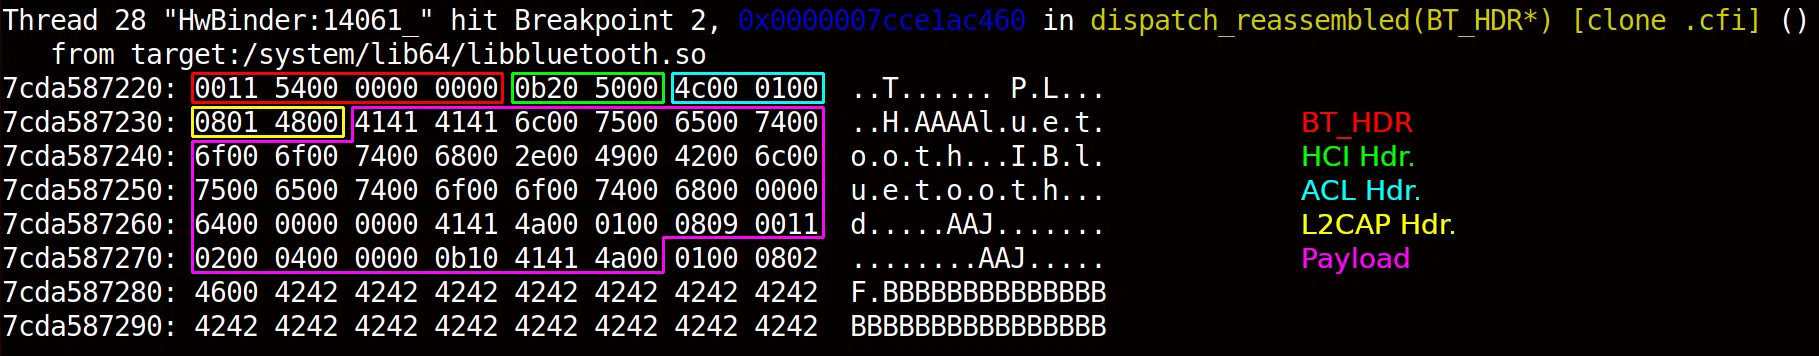 Thread 28 "HwBinder:14061_" hit Breakpoint 2, 0x0000007cce1ac460 in dispatch_reassembled(BT_HDR*) [clone .cfi] ()
from target:/system/lib64/libbluetooth.so
7cda587220: 0011 5400 0000 0000 0b20 5000 4c00 0100 ..T...... P.L...
7cda587230: 0801 4800 4141 4141 6c00 7500 6500 7400 ..H.AAAAl.u.e.t. BT_HDR
7cda587240: 6f00 6f00 7400 6800 2e00 4900 4200 6c00 o.o.t.h...I.B.l. HCI Hdr.
7cda587250: 7500 6500 7400 6f00 6f00 7400 6800 0000 u.e.t.o.o.t.h... ACL Hdr.
7cda587260: 6400 0000 0000 4141 4a00 0100 0809 0011 d.....AAJ....... L2CAP Hdr.
7cda587270: 0200 0400 0000 0b10 4141 4a00 0100 0802 ........AAJ..... Payload
7cda587280: 4600 4242 4242 4242 4242 4242 4242 4242 F.BBBBBBBBBBBBBB
7cda587290: 4242 4242 4242 4242 4242 4242 4242 4242 BBBBBBBBBBBBBBBB